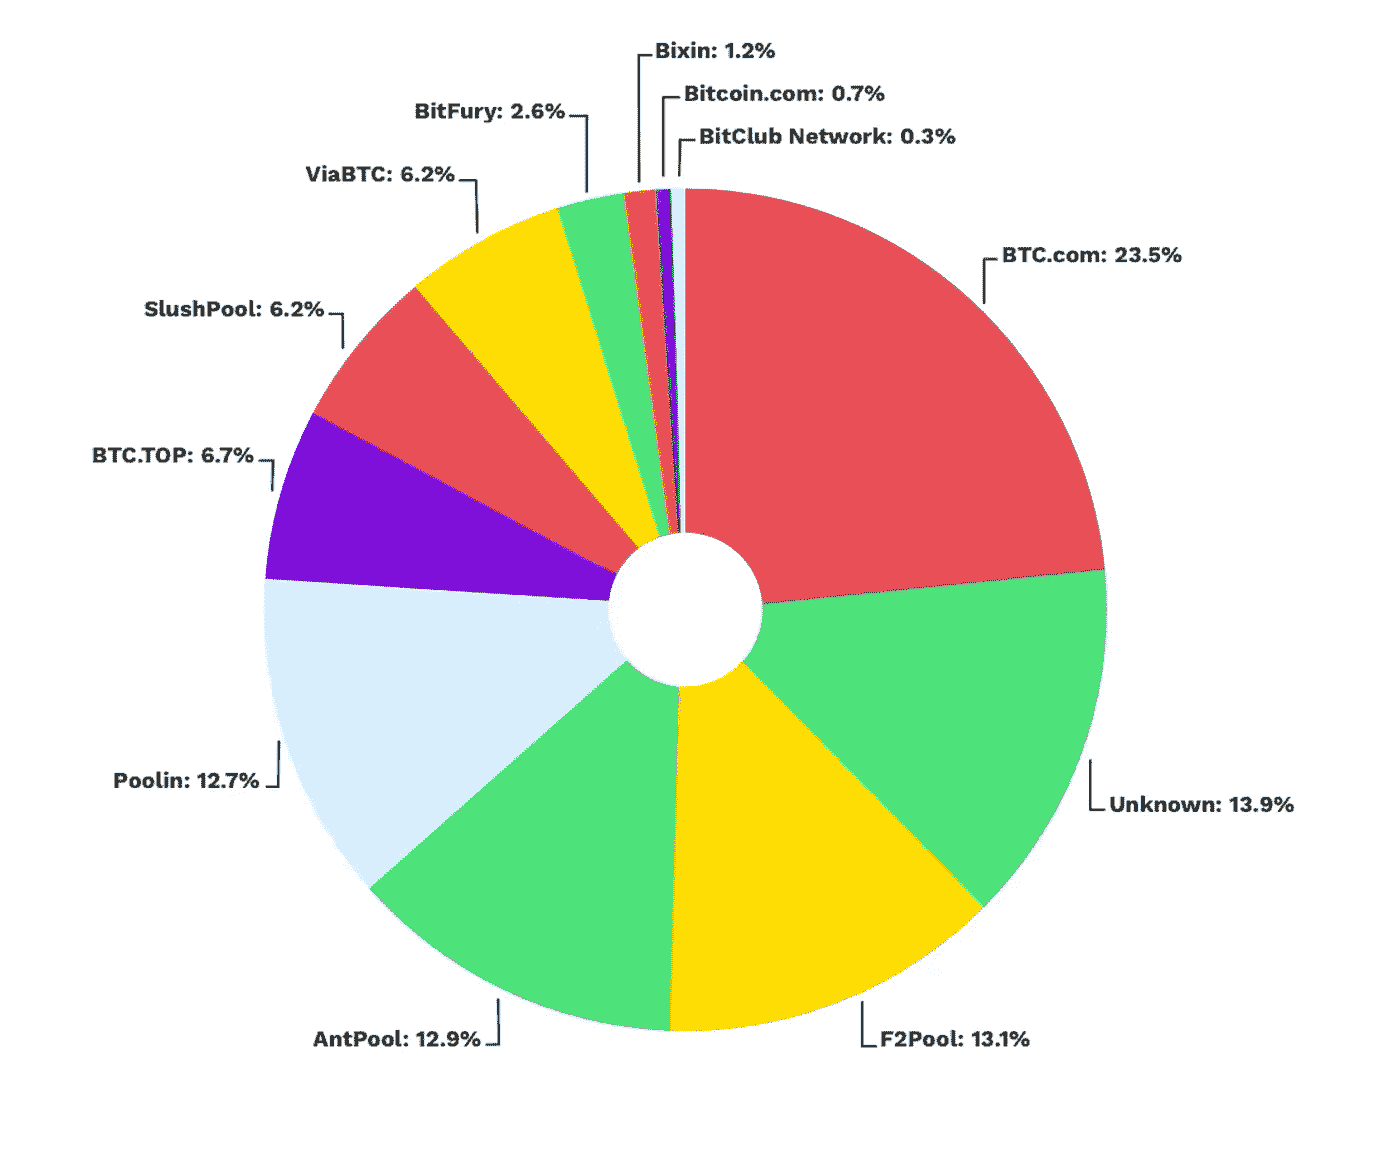 Bixin: 1.2%
Bitcoin.com: 0.7%
BitFury: 2.6%
BitClub Network: 0.3%
ViaBTC: 6.2%
BTC.com: 23.5%
SlushPool: 6.2%
BTC.TOP: 6.7%
Poolin: 12.7%
Unknown: 13.9%
AntPool: 12.9%
F2Pool: 13.1%